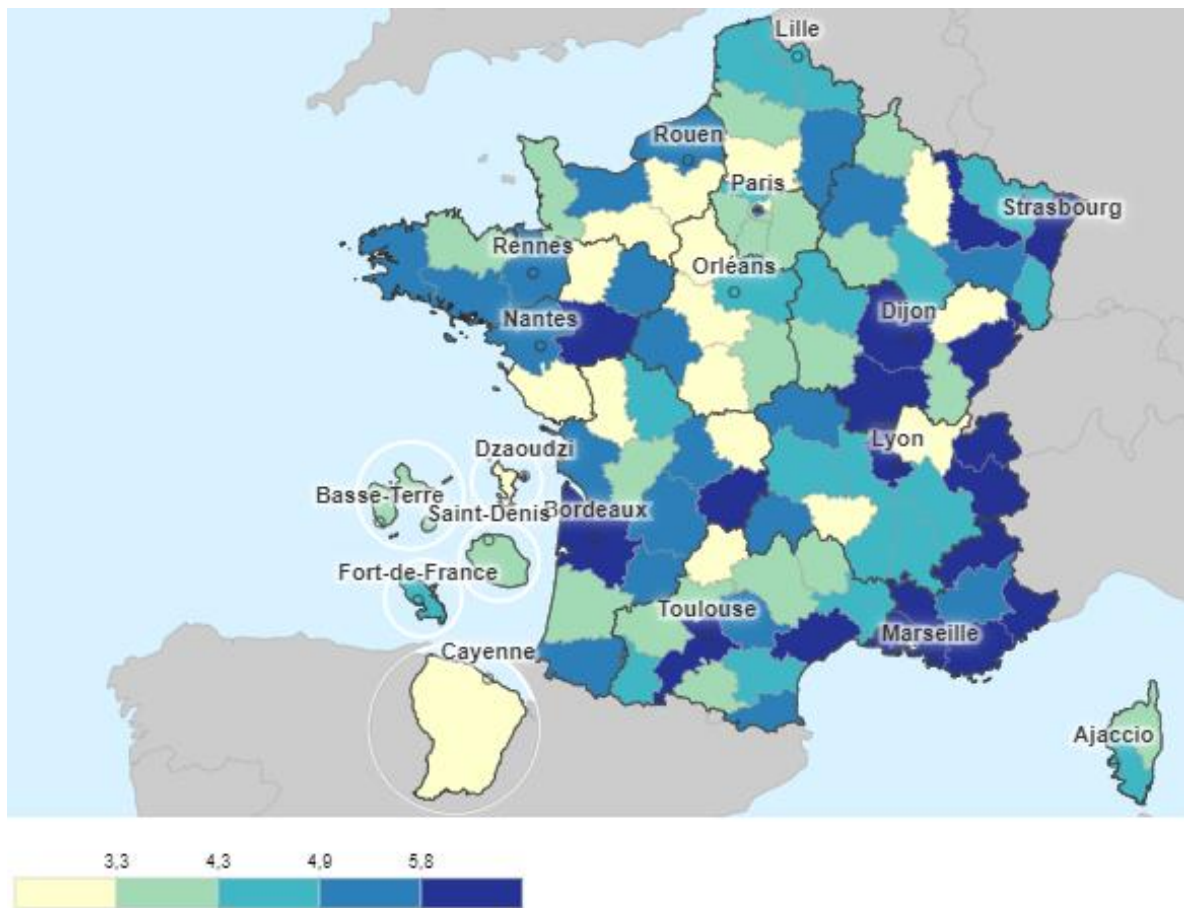 Lille
Rouen
Paris
Strasbourg
Rennes
Orléans
Dijon
Nantes
Lyon
Dzaoudzi
Basse-Terre
Saint-Denis
Bordeaux
Fort-de-France
Toulouse
Marseille
Cayenne
Ajaccio
3,3 4,3 4,9 5,8